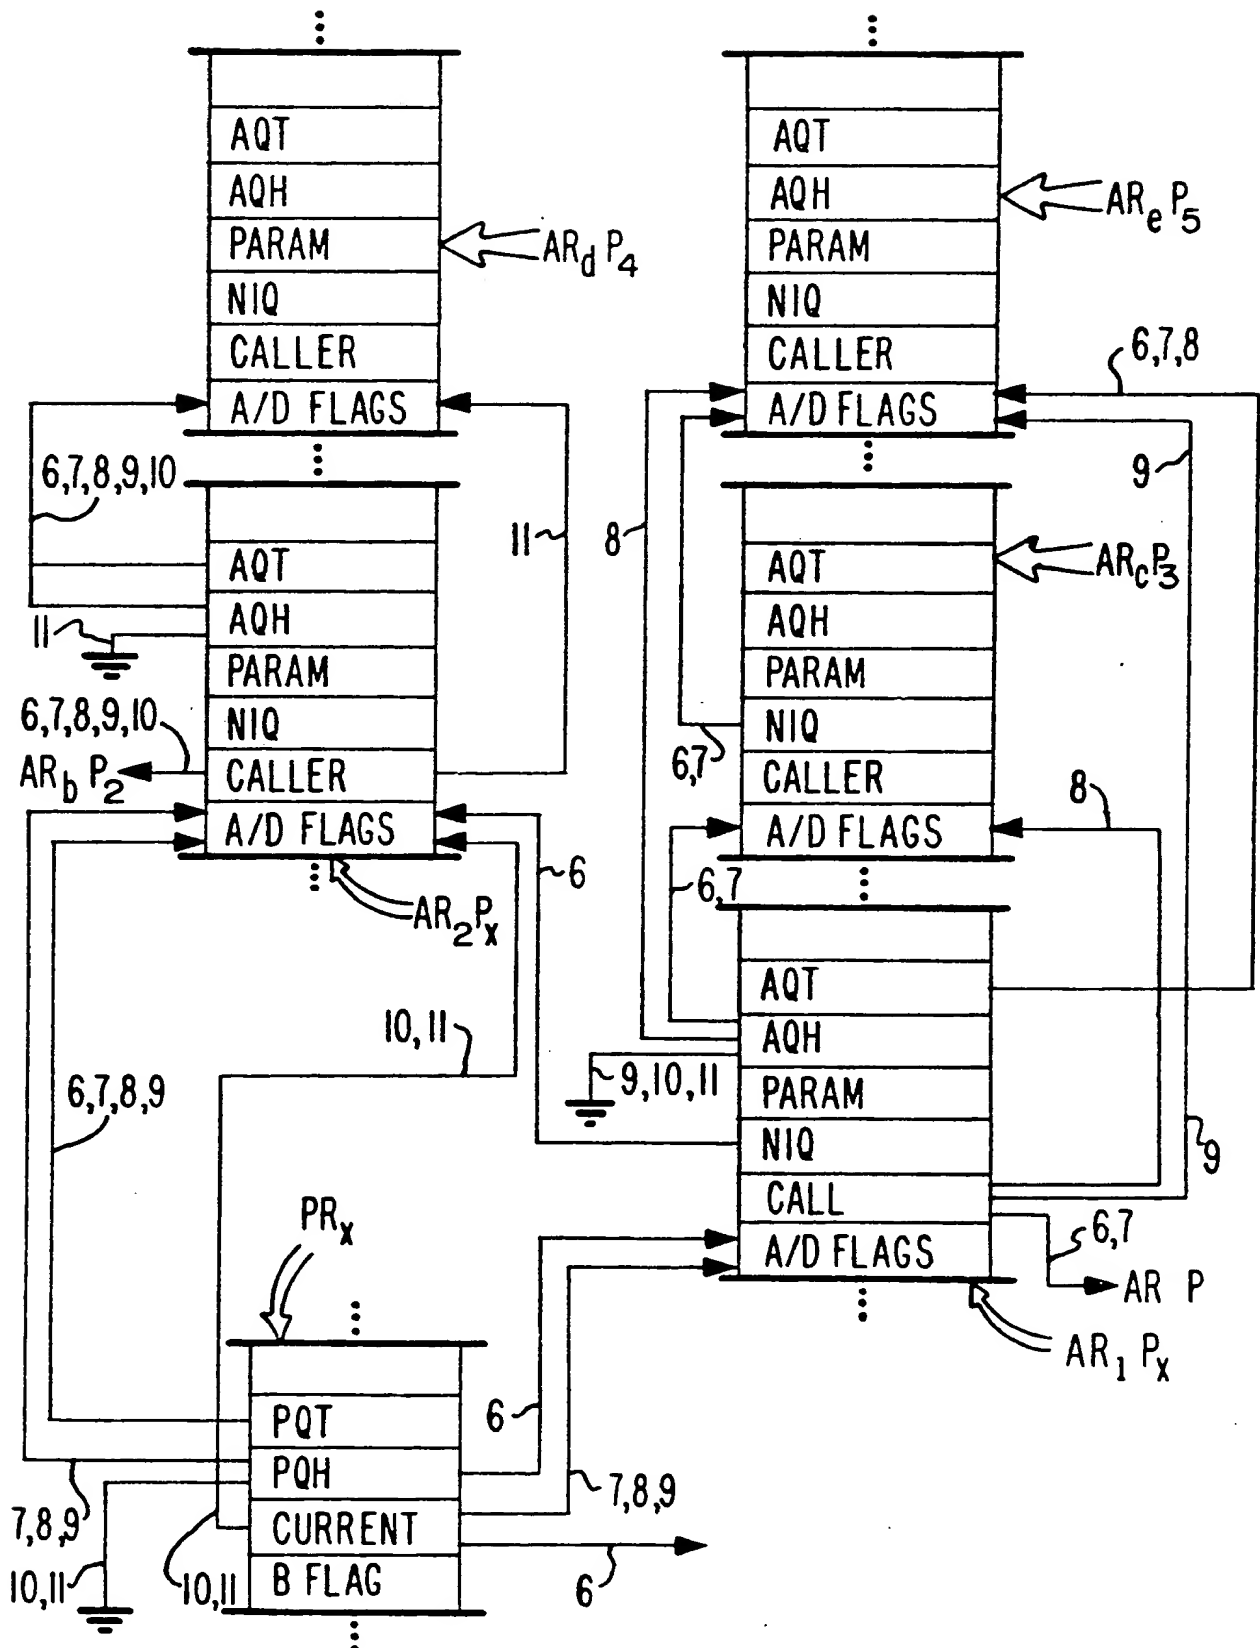 AQT
AQH
PARAM
NIQ
CALLER
A/D FLAGS
ARd P4
6,7,8,9,10
11
AQT
AQH
PARAM
NIQ
CALLER
A/D FLAGS
11
6,7,8,9,10
ARb P2
AR2Px
6
10,11
6,7,8,9
AQT
AQH
PARAM
NIQ
CALLER
A/D FLAGS
ARe P5
6,7,8
9
8
AQT
AQH
PARAM
NIQ
CALLER
A/D FLAGS
ARcP3
6,7
8
6,7
AQT
AQH
PARAM
NIQ
CALL
A/D FLAGS
9,10,11
9
6,7
AR P
AR1 Px
PRx
PQT
PQH
CURRENT
B FLAG
6
7,8,9
6
7,8,9
10,11
10,11